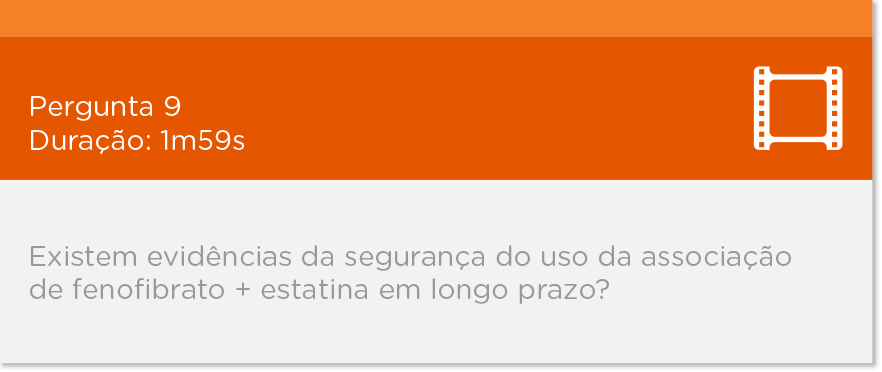 Pergunta 9
Duração: 1m59s
Existem evidências da segurança do uso da associação
de fenofibrato + estatina em longo prazo?